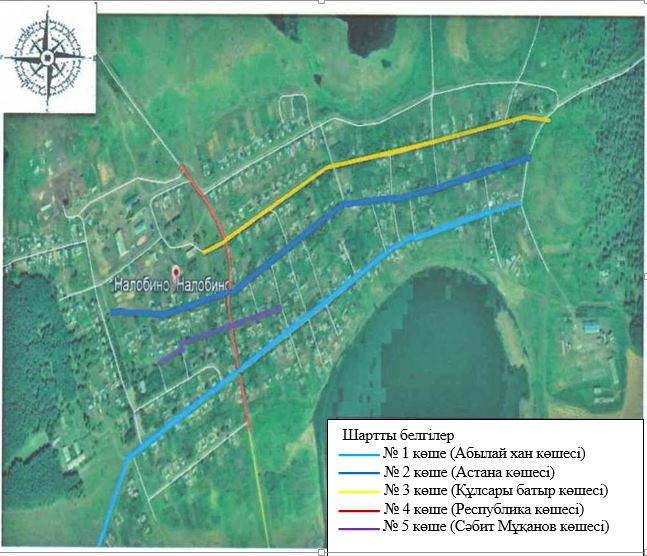 Налобино Налобино
Шартты белгілер
№ 1 көше (Абылай хан көшесі)
№ 2 көше (Астана көшесі)
№ 3 көше (Құлсары батыр көшесі)
№ 4 көше (Республика көшесі)
№ 5 көше (Сәбит Мұқанов көшесі)